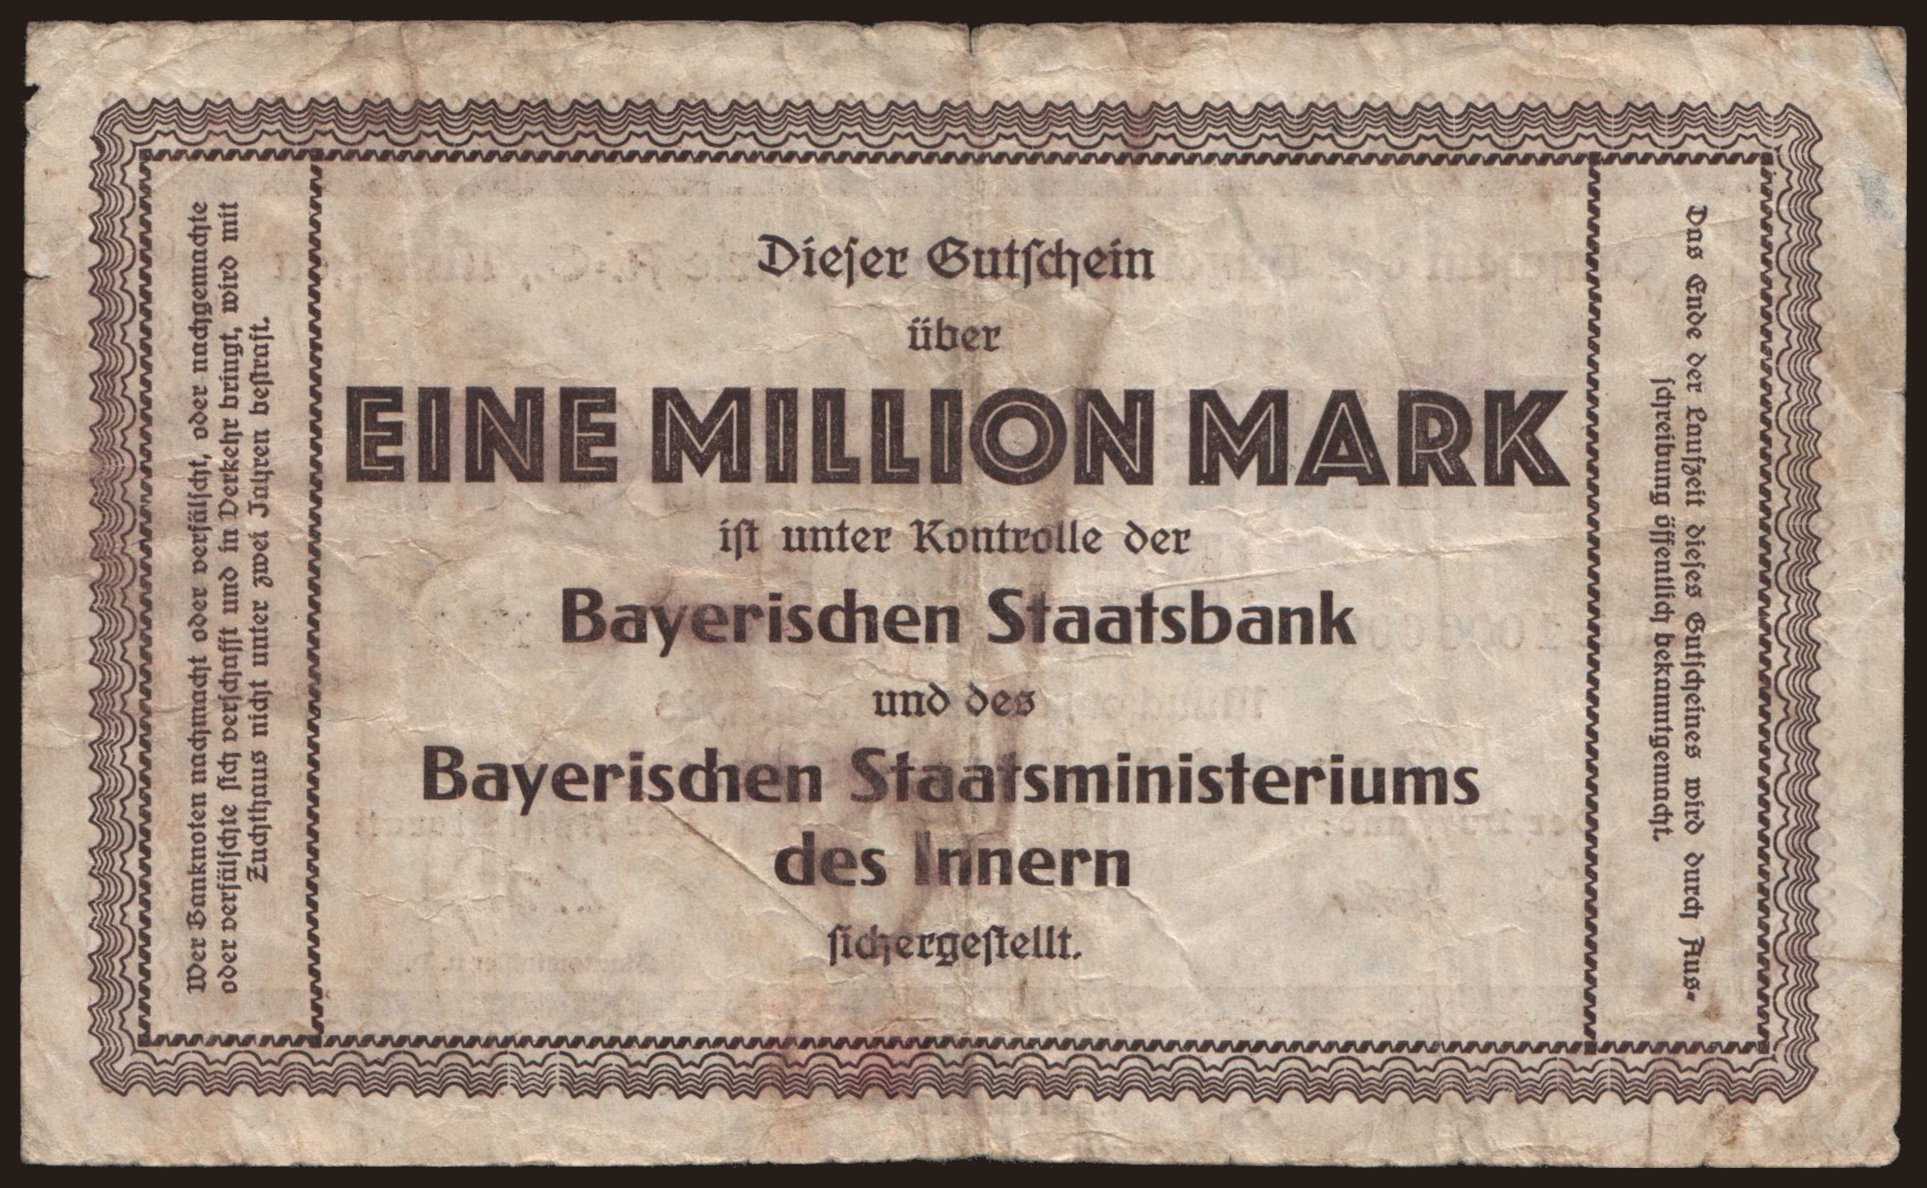 Dieser Gutschein
über
EINE MILLION MARK
ist unter Kontrolle der
Bayerischen Staatsbank
und des
Bayerischen Staatsministeriums
des Innern
sichergestellt.
Wer Banknoten nachmacht oder verfälscht, oder nachgemachte
oder verfälschte sich verschafft und in Verkehr bringt, wird mit
Zuchthaus nicht unter zwei Jahren bestraft.
Das Ende der Laufzeit dieses Gutscheines wird durch Aus-
schreibung öffentlich bekanntgemacht.